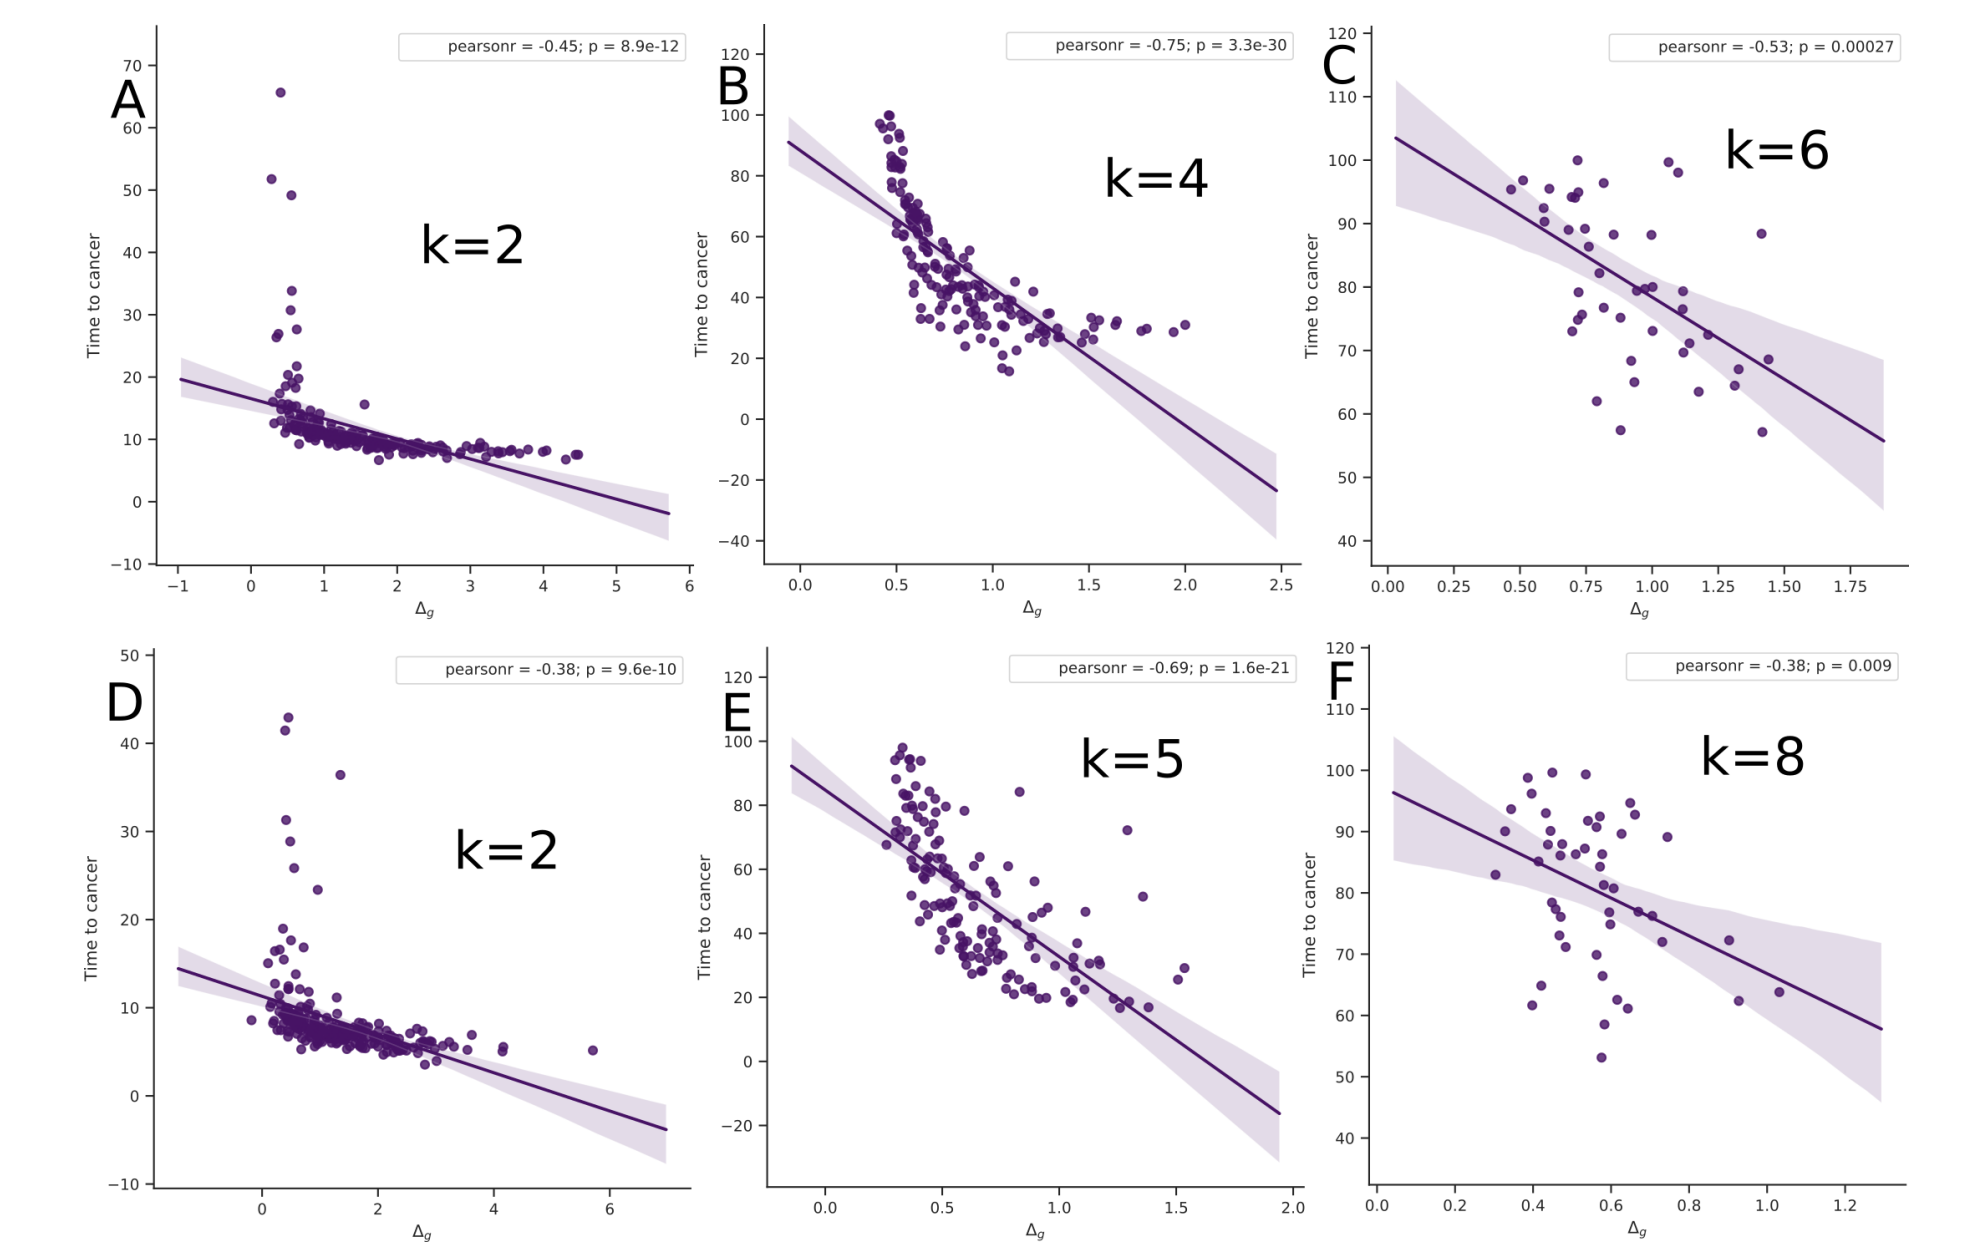 A
pearsonr = -0.45; p = 8.9e-12
k=2
Time to cancer
70
60
50
40
30
20
10
0
−10
−1
0
1
2
3
4
5
6
Δg
B
pearsonr = -0.75; p = 3.3e-30
k=4
Time to cancer
120
100
80
60
40
20
0
−20
−40
0.0
0.5
1.0
1.5
2.0
2.5
Δg
C
pearsonr = -0.53; p = 0.00027
k=6
Time to cancer
120
110
100
90
80
70
60
50
40
0.00
0.25
0.50
0.75
1.00
1.25
1.50
1.75
Δg
D
pearsonr = -0.38; p = 9.6e-10
k=2
Time to cancer
50
40
30
20
10
0
−10
0
2
4
6
Δg
E
pearsonr = -0.69; p = 1.6e-21
k=5
Time to cancer
120
100
80
60
40
20
0
−20
0.0
0.5
1.0
1.5
2.0
Δg
F
pearsonr = -0.38; p = 0.009
k=8
Time to cancer
120
110
100
90
80
70
60
50
40
0.0
0.2
0.4
0.6
0.8
1.0
1.2
Δg